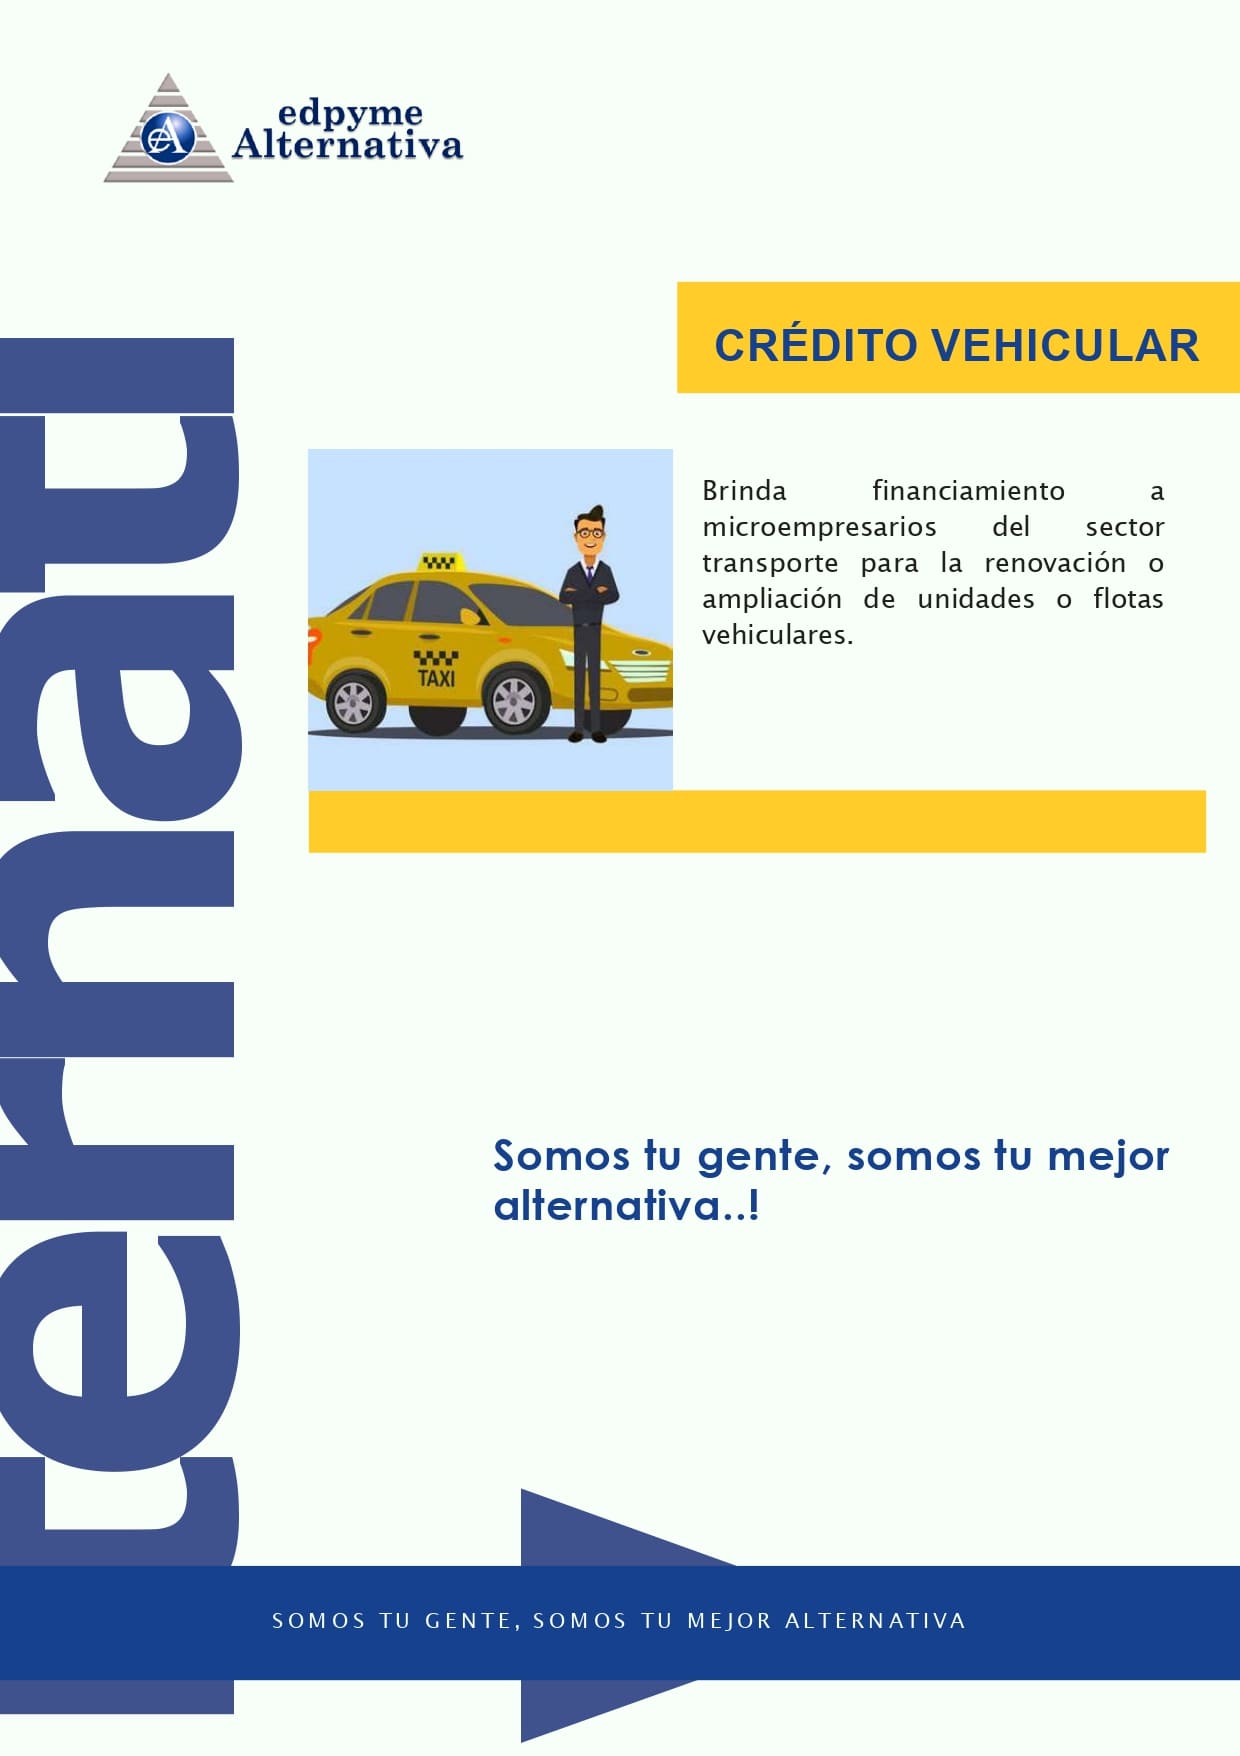 edpyme
Alternativa
CRÉDITO VEHICULAR
Brinda financiamiento a
microempresarios del sector
transporte para la renovación o
ampliación de unidades o flotas
vehiculares.
TAXI
ternati
Somos tu gente, somos tu mejor
alternativa..!
SOMOS TU GENTE, SOMOS TU MEJOR ALTERNATIVA